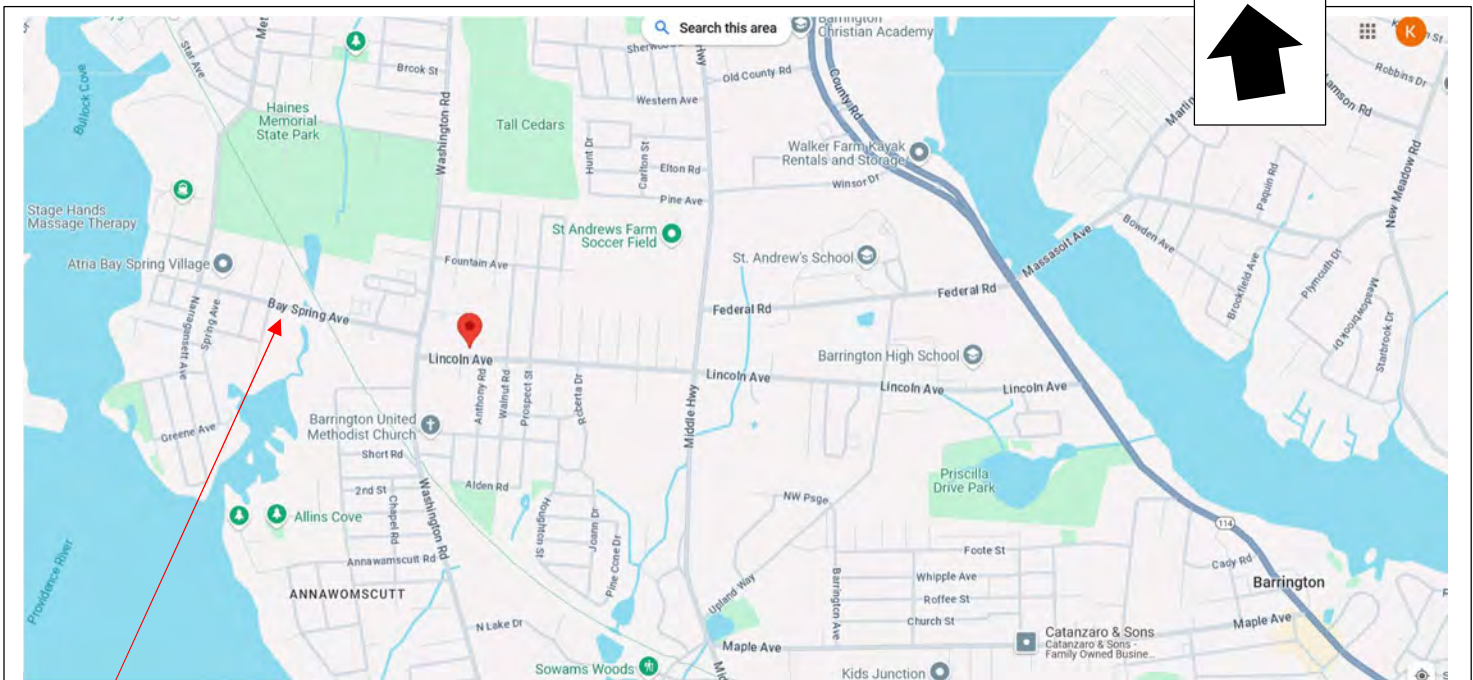 Search this area
Barrington
Christian Academy
K
Star Ave
Brook St
Old County Rd
County Rd
Hwy
Robbins Dr
Bullock Cove
Haines
Memorial
State Park
Washington Rd
Tall Cedars
Western Ave
Hunt Dr
Carlton St
Elton Rd
Pine Ave
Walker Farm Kayak
Rentals and Storage
Winsor Dr
New Meadow Rd
Paquin Rd
Bowden Ave
Brookfield Ave
Plymouth Dr
Meadowbrook Dr
Starbrook Dr
Massasoit Ave
Stage Hands
Massage Therapy
Atria Bay Spring Village
St Andrews Farm
Soccer Field
St. Andrew's School
Fountain Ave
Federal Rd
Federal Rd
Narragansett Ave
Spring Ave
Bay Spring Ave
Lincoln Ave
Lincoln Ave
Barrington High School
Lincoln Ave
Lincoln Ave
Anthony Rd
Walnut Rd
Prospect St
Roberta Dr
Middle Hwy
Greene Ave
Barrington United
Methodist Church
Short Rd
2nd St
Chapel Rd
Alden Rd
Washington Rd
Houghton St
Joann Dr
Pine Cone Dr
Priscilla
Drive Park
NW Psge
Allins Cove
Annawamscutt Rd
ANNAWOMSCUTT
Providence River
N Lake Dr
Sowams Woods
Upland Way
Barrington Ave
Foote St
Whipple Ave
Roffee St
Church St
Maple Ave
114
Cady Rd
Barrington
Maple Ave
Catanzaro & Sons
Catanzaro & Sons -
Family Owned Busine...
Kids Junction